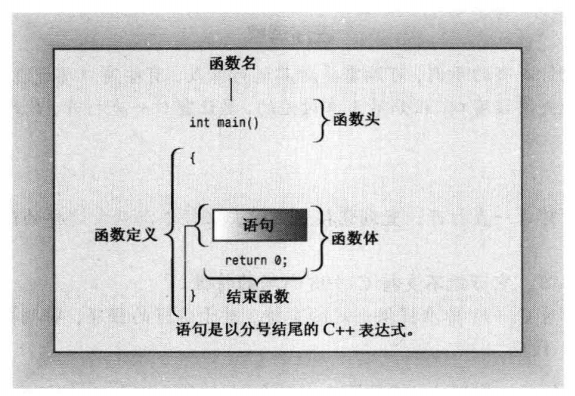 函数名
int main()
函数头
{
函数定义
语句
函数体
return 0;
}
结束函数
语句是以分号结尾的 C++ 表达式。